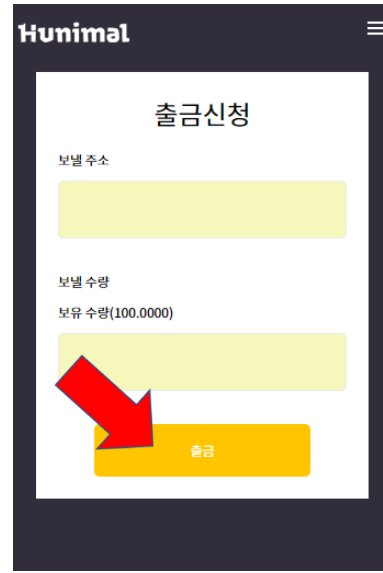 Hunimal
출금신청
보낼 주소
보낼 수량
보유 수량(100.0000)
출금